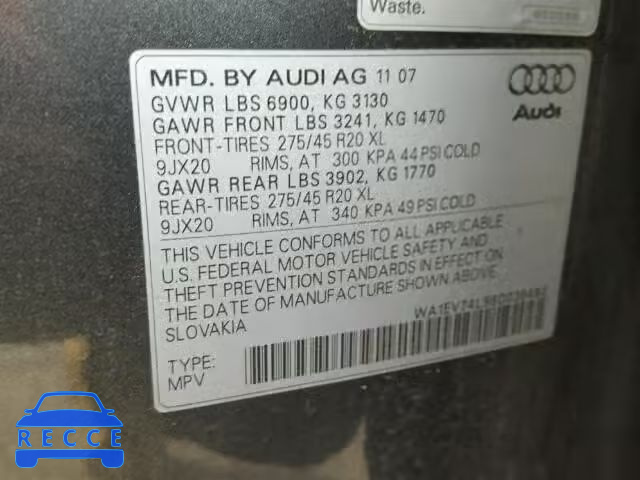 Waste.
MFD. BY AUDI AG 11 07
GVWR LBS 6900, KG 3130
GAWR FRONT LBS 3241, KG 1470
FRONT-TIRES 275/45 R20 XL
9JX20 RIMS, AT 300 KPA 44 PSI COLD
GAWR REAR LBS 3902, KG 1770
REAR-TIRES 275/45 R20 XL
9JX20 RIMS, AT 340 KPA 49 PSI COLD
Audi
THIS VEHICLE CONFORMS TO ALL APPLICABLE
U.S. FEDERAL MOTOR VEHICLE SAFETY AND
THEFT PREVENTION STANDARDS IN EFFECT ON
THE DATE OF MANUFACTURE SHOWN ABOVE.
SLOVAKIA
TYPE:
MPV
RECCE